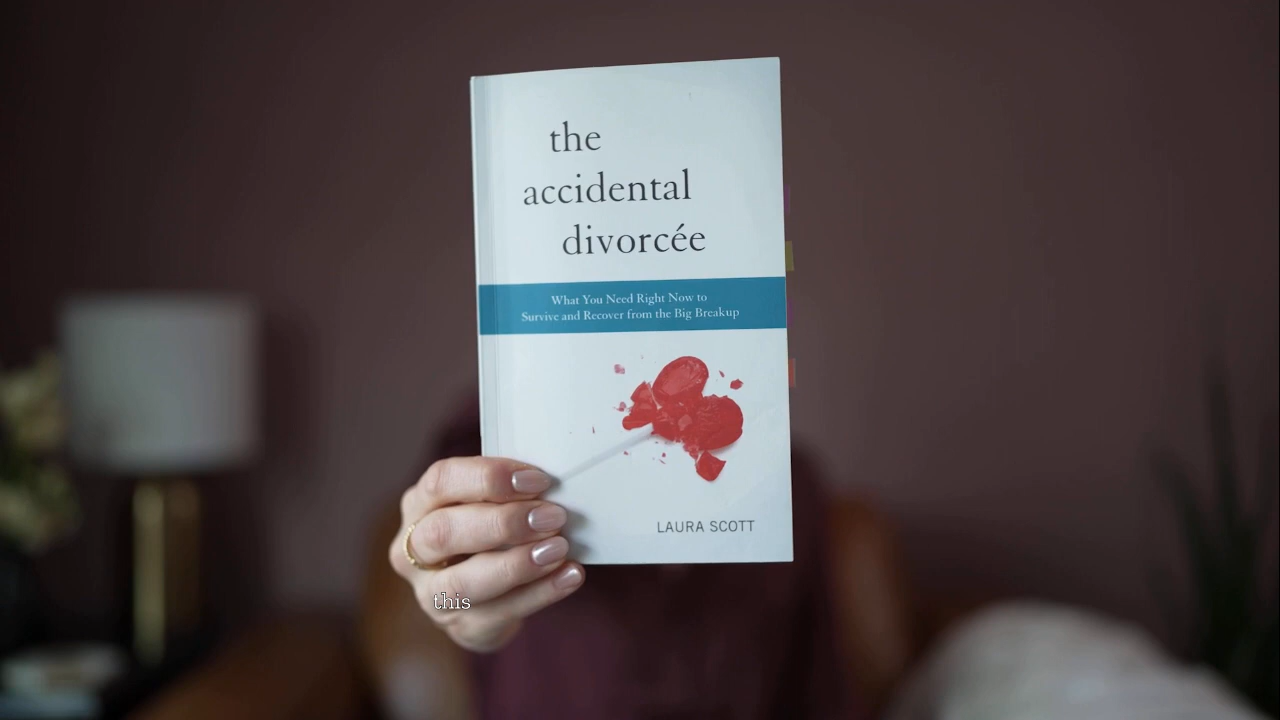 the
accidental
divorcée
What You Need Right Now to
Survive and Recover from the Big Breakup
LAURA SCOTT
this